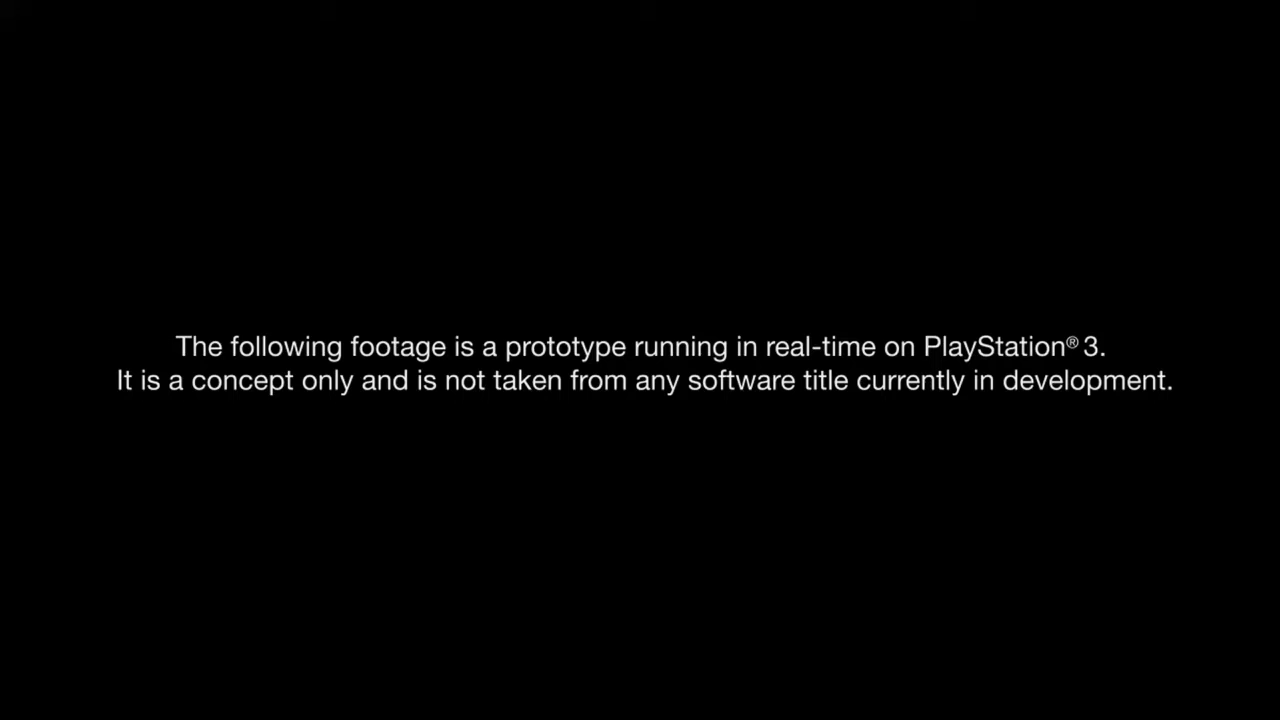 The following footage is a prototype running in real-time on PlayStation®3.
It is a concept only and is not taken from any software title currently in development.